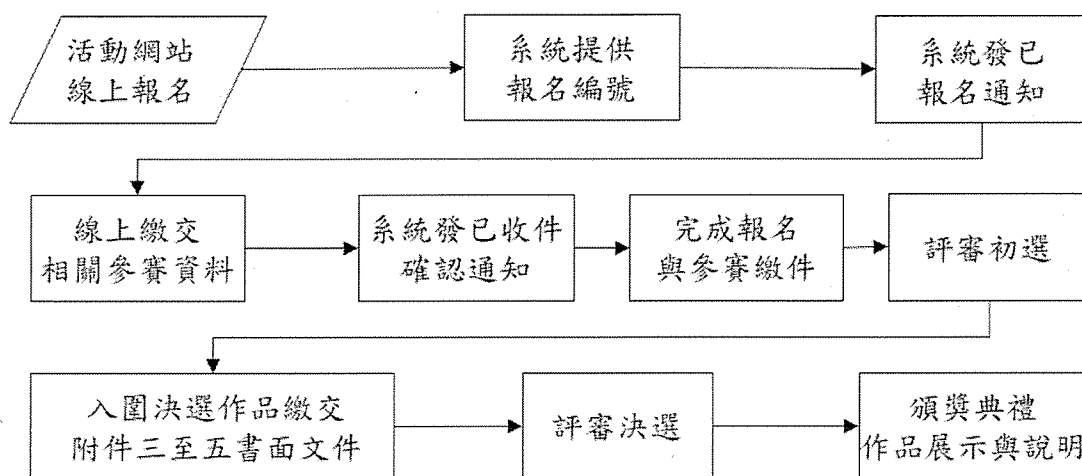 活動網站
線上報名
系統提供
報名編號
系統發已
報名通知
線上繳交
相關參賽資料
系統發已收件
確認通知
完成報名
與參賽繳件
評審初選
入圍決選作品繳交
附件三至五書面文件
評審決選
頒獎典禮
作品展示與說明